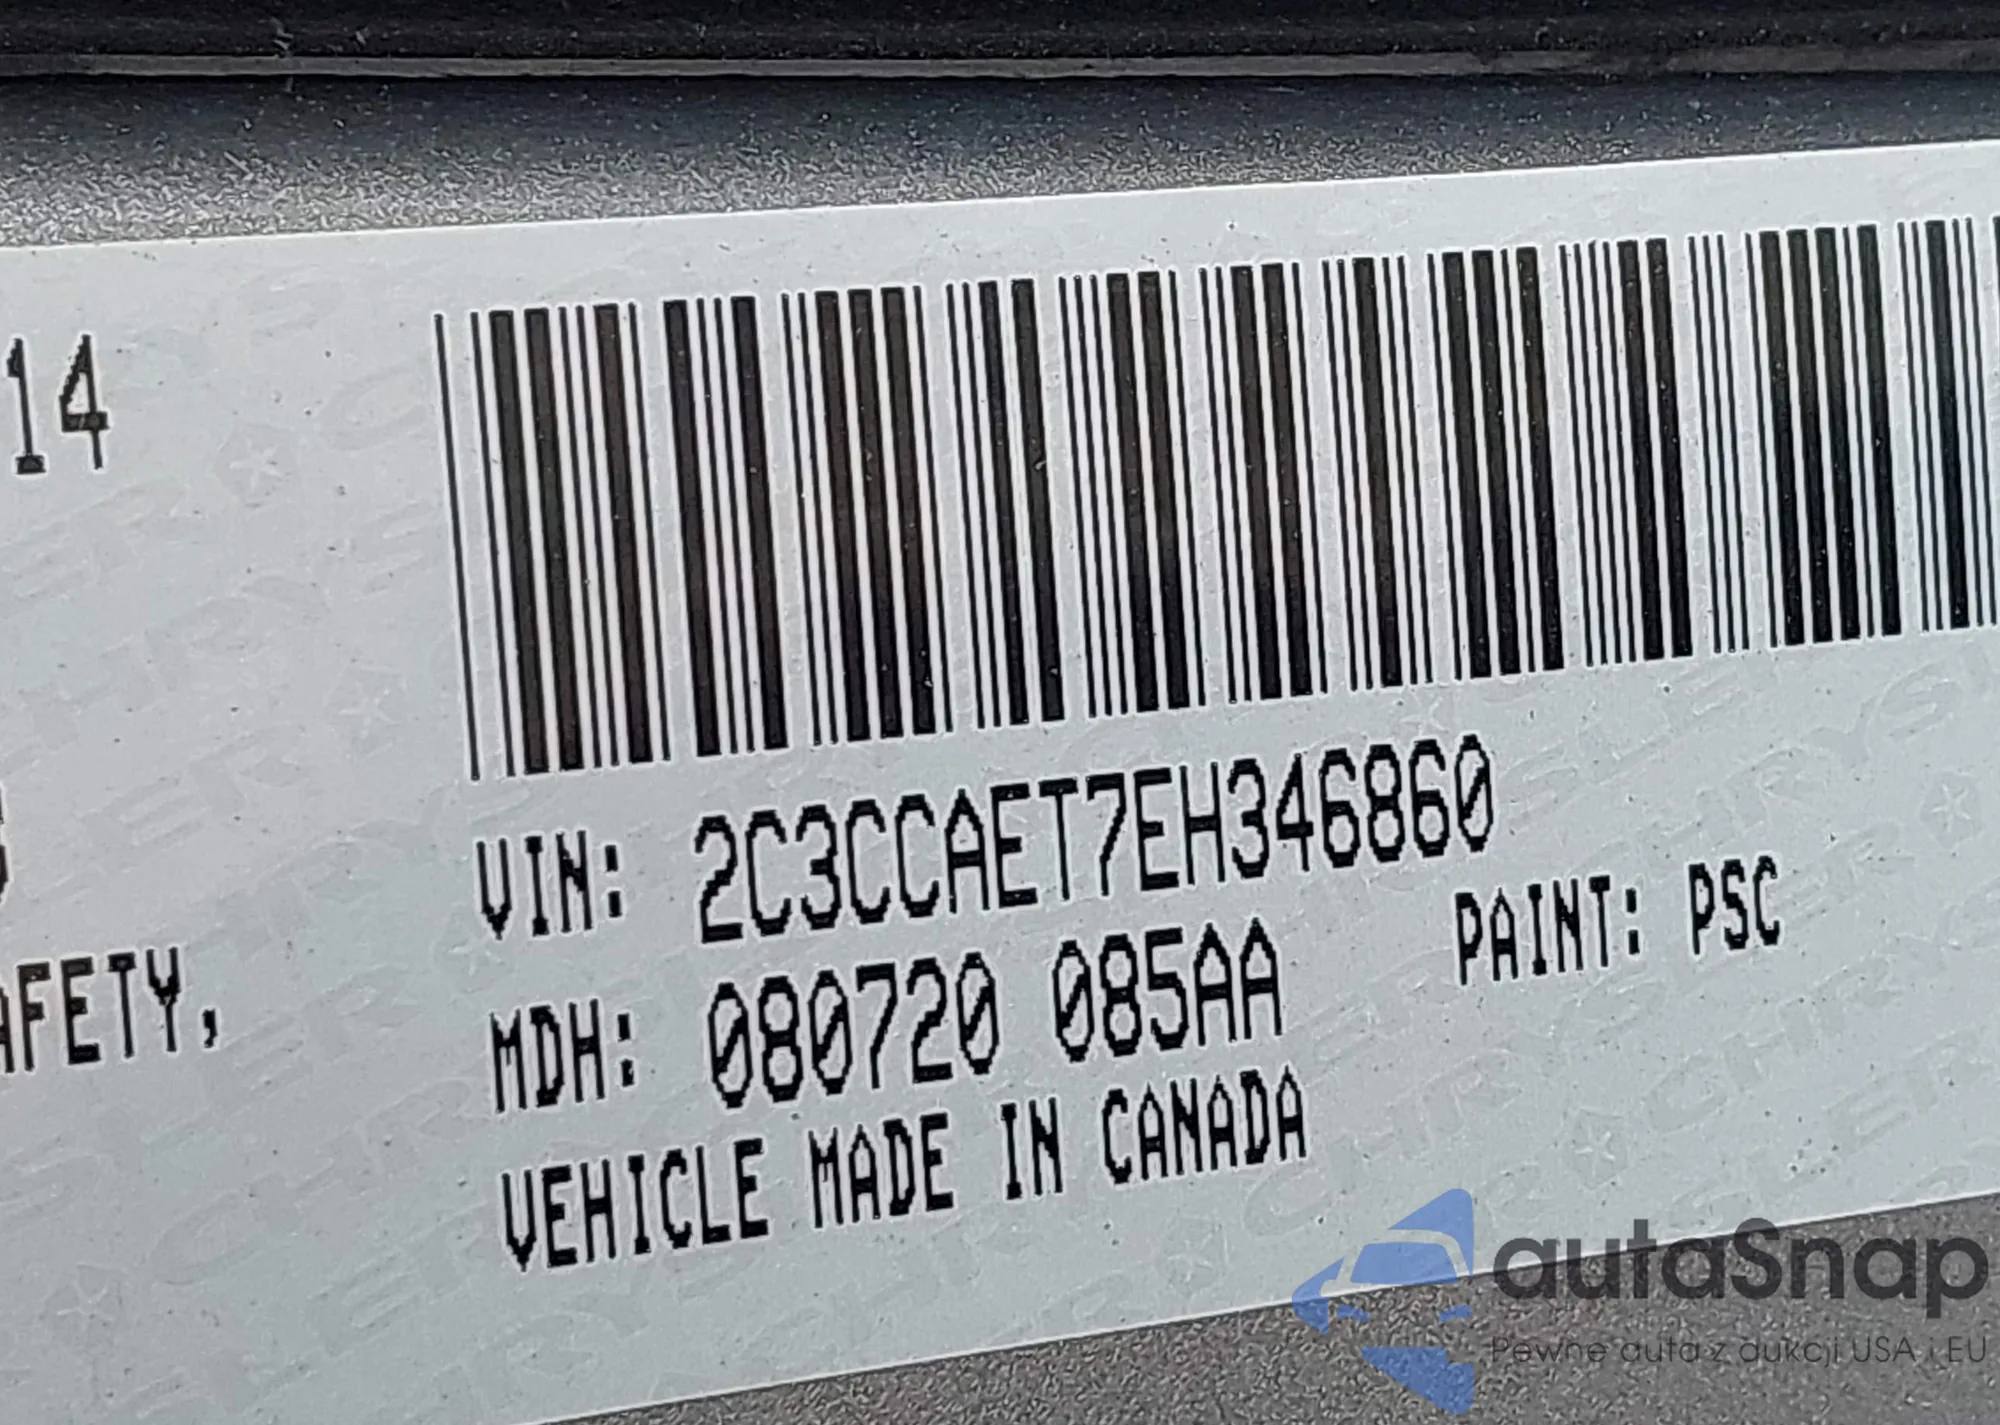 14
VIN: 2C3CCAET7EH346860
MDH: 080720 085AA PAINT: PSC
AFETY,
VEHICLE MADE IN CANADA
autaSnap
Pewne auta z aukcji USA i EU